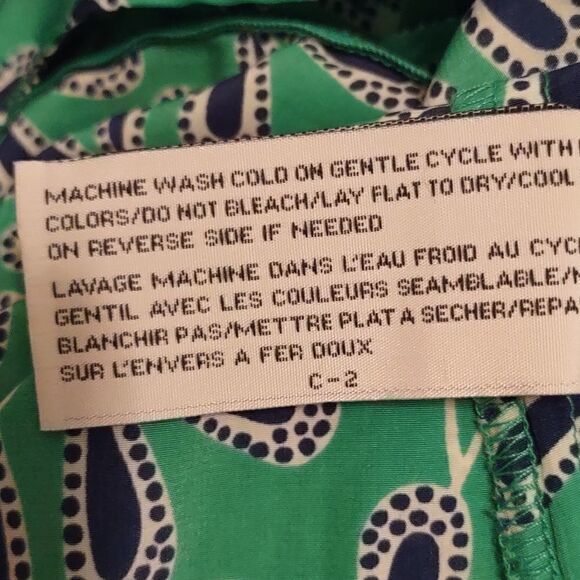 MACHINE WASH COLD ON GENTLE CYCLE WITH
COLORS/DO NOT BLEACH/LAY FLAT TO DRY/COOL
ON REVERSE SIDE IF NEEDED
LAVAGE MACHINE DANS L'EAU FROID AU CYC
GENTIL AVEC LES COULEURS SEAMBLABLE/
BLANCHIR PAS/METTRE PLAT A SECHER/REPA
SUR L'ENVERS A FER DOUX
C-2